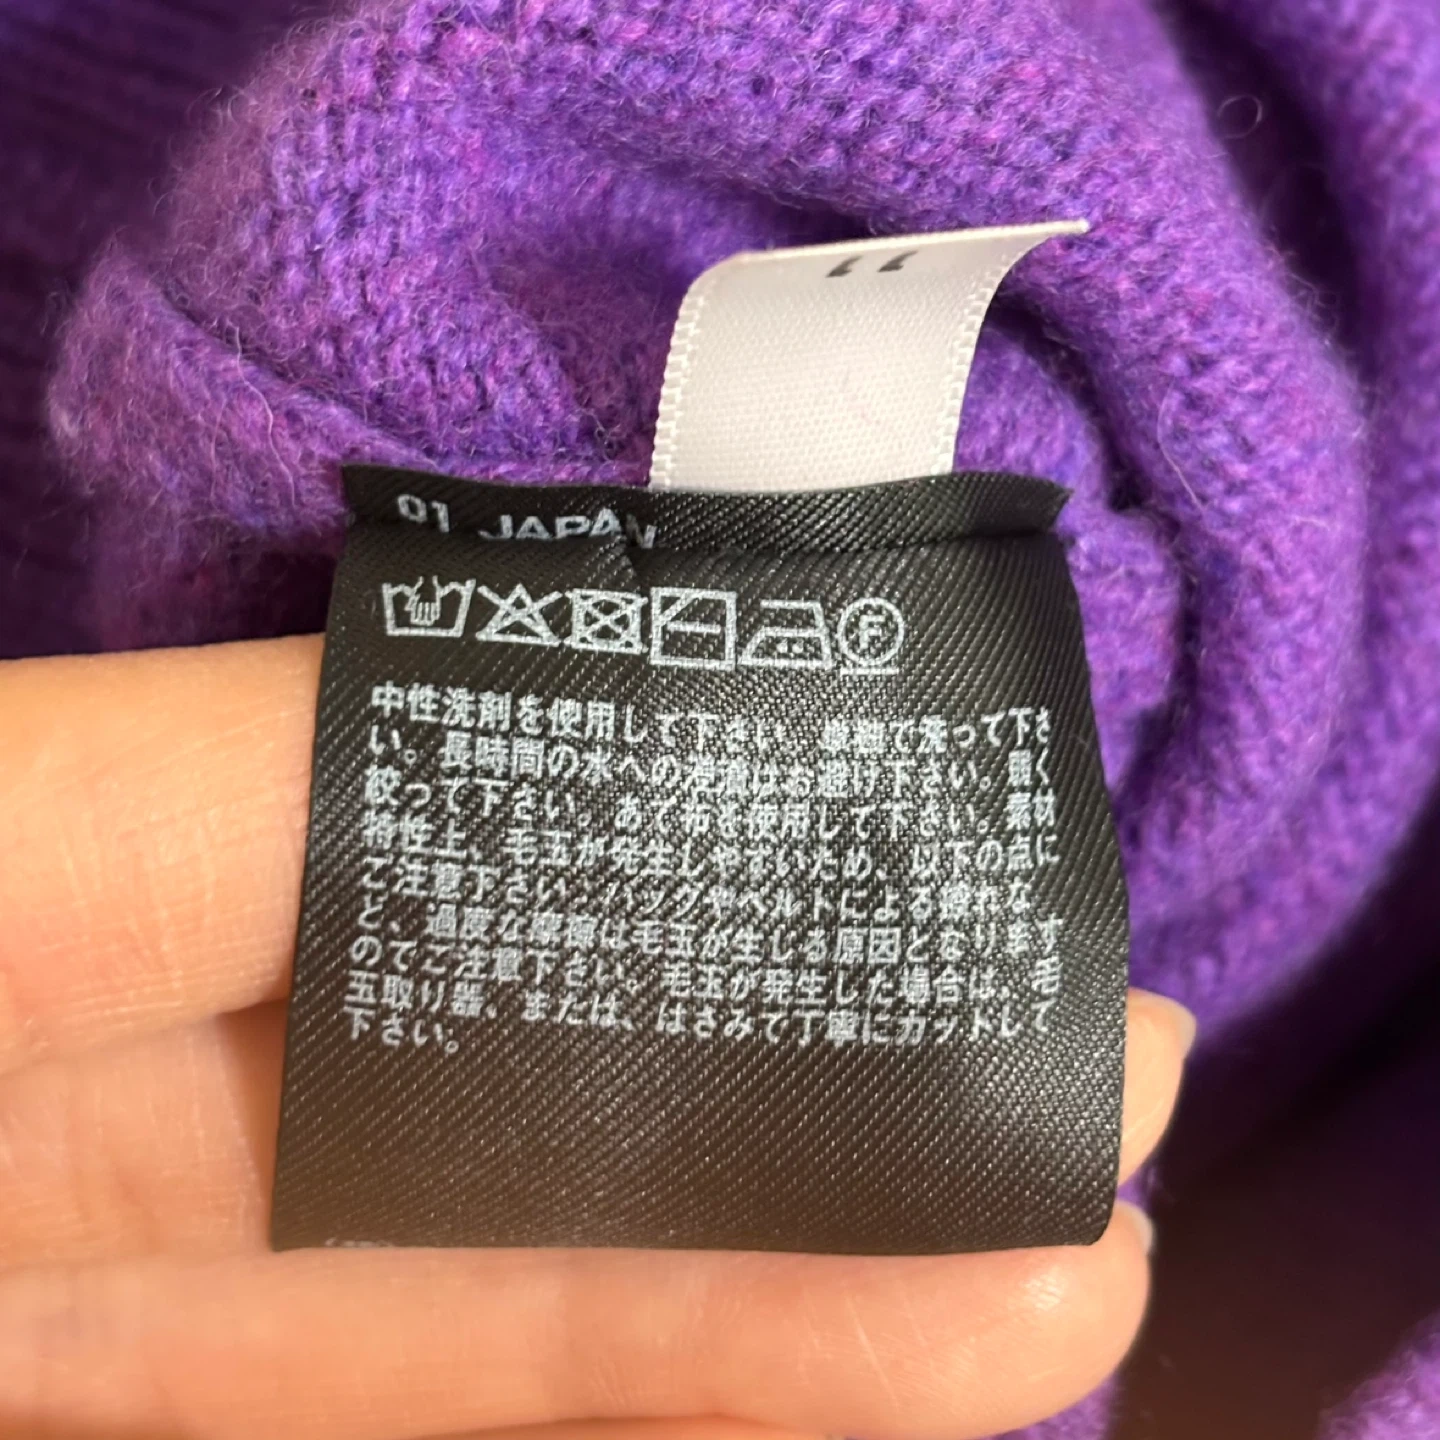 01 JAPAN
F
中性洗剤を使用して下さい。裏返して洗って下さ
い。長時間の水への浸漬はお避け下さい。軽く
絞って下さい。あて布を使用して下さい。素材
特性上、毛玉が発生しやすいため、以下の点に
ご注意下さい。バッグやベルトによる擦れな
ど、過度な摩擦は毛玉が生じる原因となりま す
のでご注意下さい。毛玉が発生した場合は、毛
玉取り器、または、はさみで丁寧にカットして
下さい。